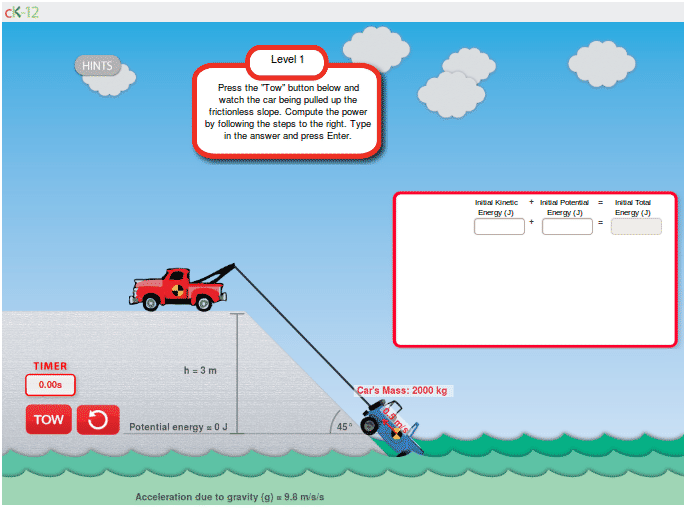 cK-12
HINTS
Level 1
Press the "Tow" button below and
watch the car being pulled up the
frictionless slope. Compute the power
by following the steps to the right. Type
in the answer and press Enter.
Initial Kinetic + Initial Potential = Initial Total
Energy (J) Energy (J) Energy (J)
+ =
h = 3 m
TIMER
0.00s
TOW
Car's Mass: 2000 kg
Potential energy = 0 J
45°
Acceleration due to gravity (g) = 9.8 m/s/s